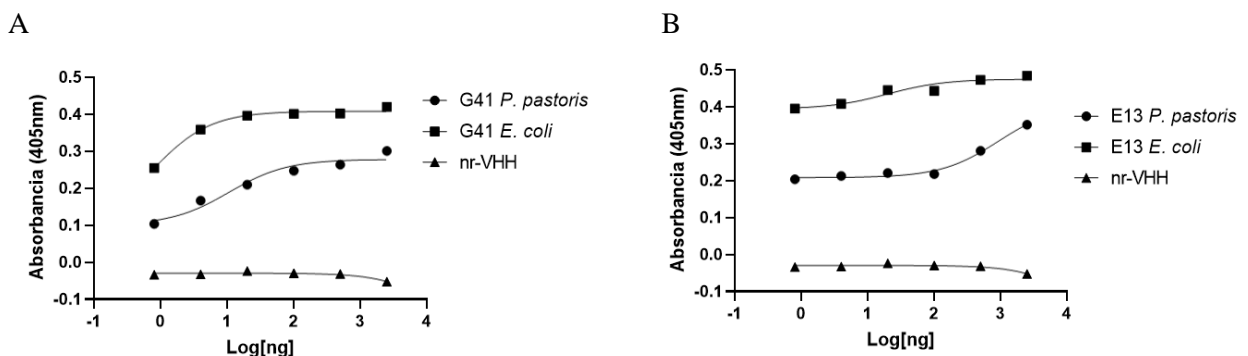 A
0.5
0.4
0.3
0.2
0.1
0.0
-0.1
-1
0
1
2
3
4
Absorbancia (405nm)
Log[ng]
G41 P. pastoris
G41 E. coli
nr-VHH
B
0.5
0.4
0.3
0.2
0.1
0.0
-0.1
-1
0
1
2
3
4
Absorbancia (405nm)
Log[ng]
E13 P. pastoris
E13 E. coli
nr-VHH